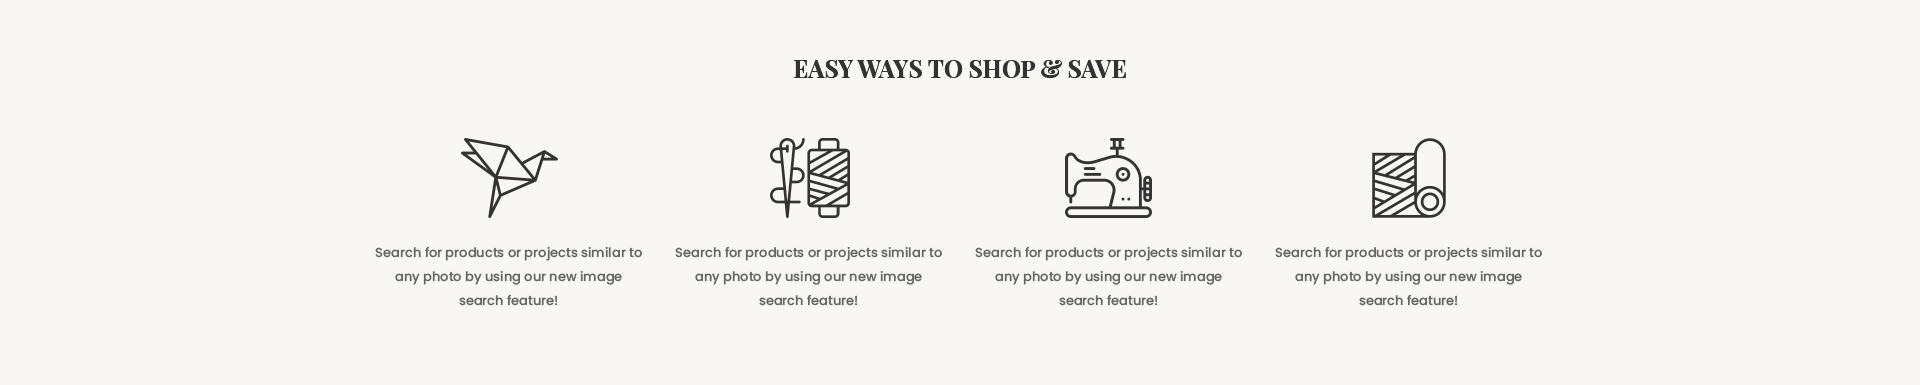 EASY WAYS TO SHOP & SAVE
Search for products or projects similar to
any photo by using our new image
search feature!
Search for products or projects similar to
any photo by using our new image
search feature!
Search for products or projects similar to
any photo by using our new image
search feature!
Search for products or projects similar to
any photo by using our new image
search feature!